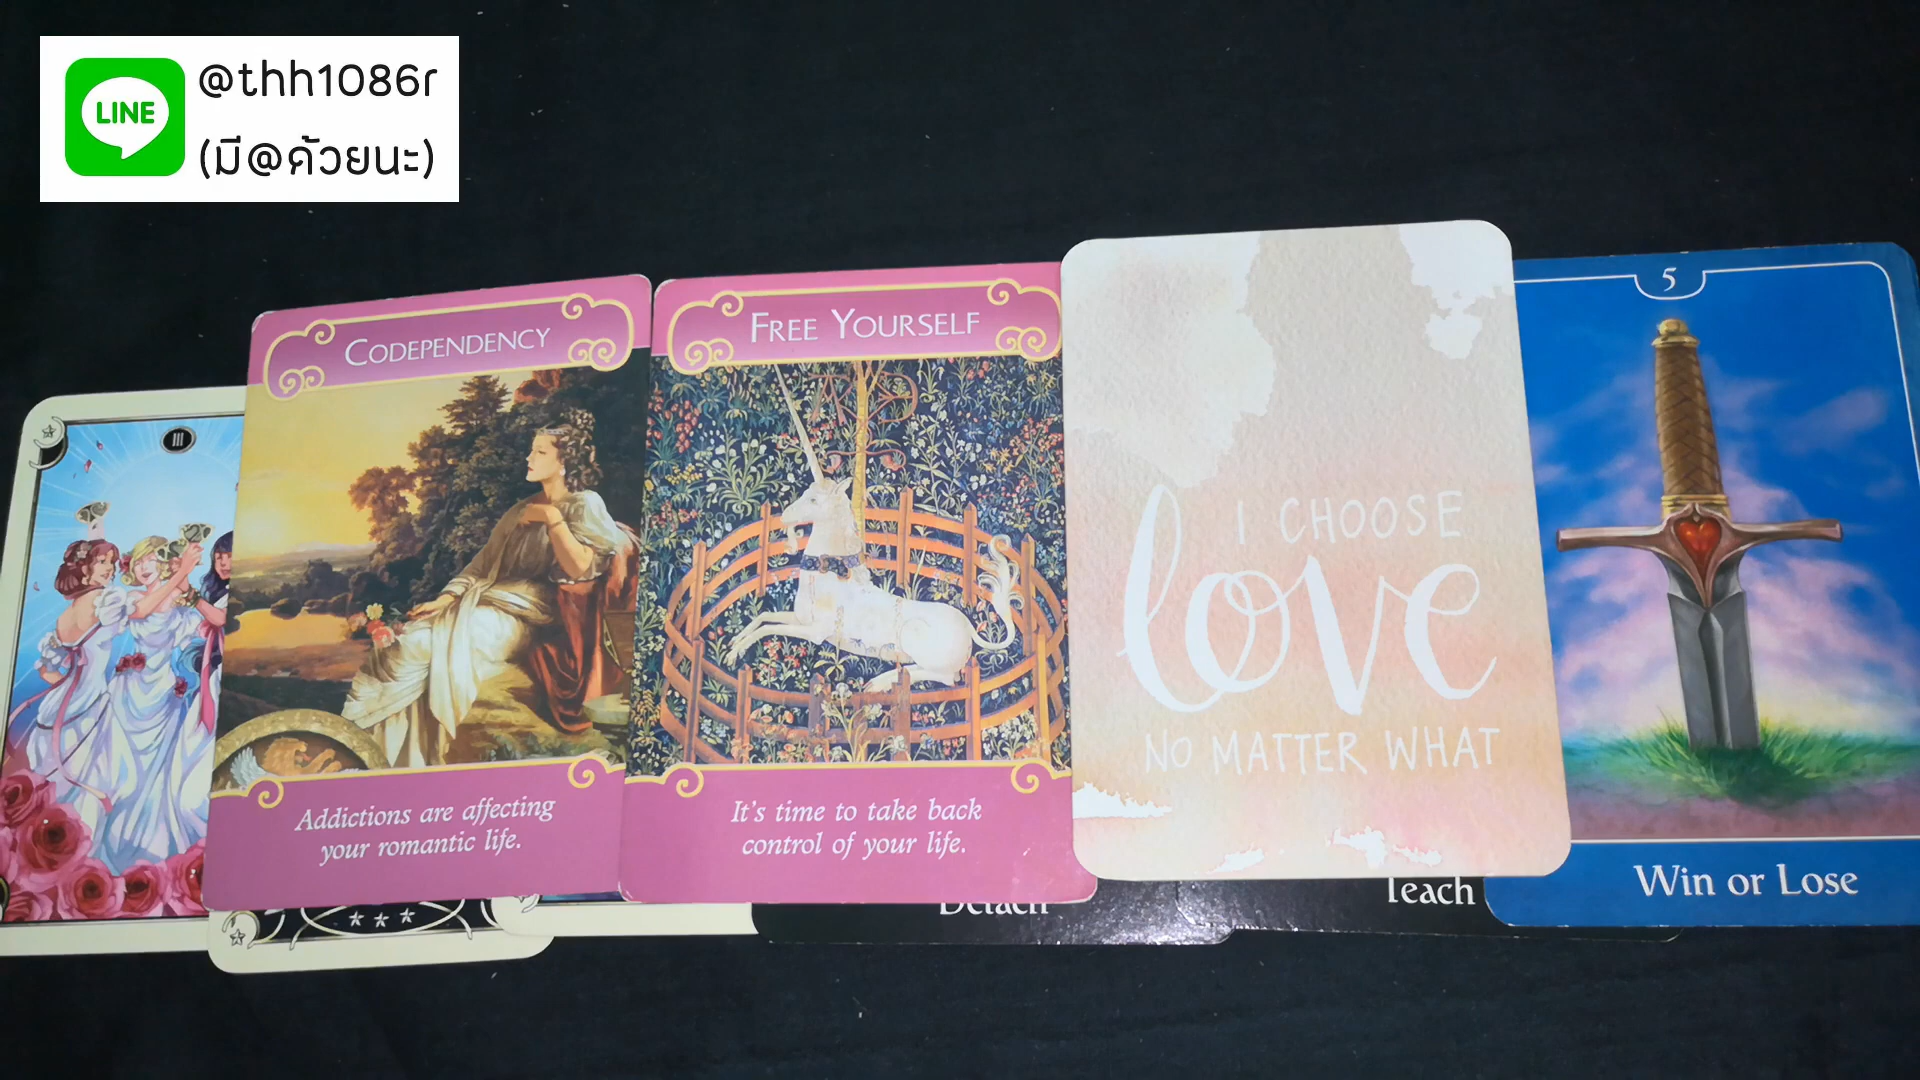 LINE
@thh1086r
(มี@ด้วยนะ)
III
CODEPENDENCY
Addictions are affecting
your romantic life.
FREE YOURSELF
It's time to take back
control of your life.
I CHOOSE
love
NO MATTER WHAT
5
Win or Lose
Detach
Teach